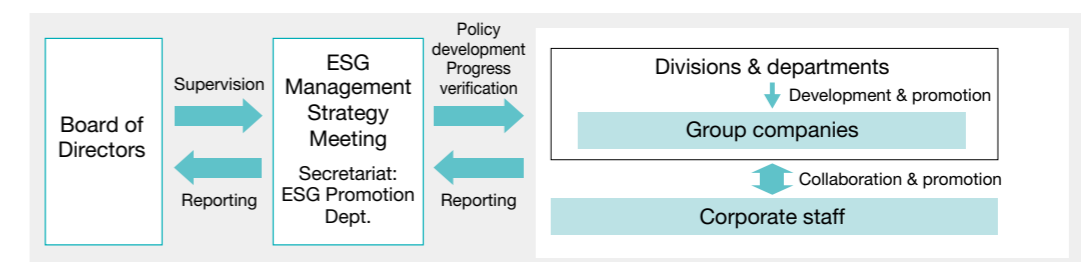 Board of
Directors
Supervision
Reporting
ESG
Management
Strategy
Meeting
Secretariat:
ESG Promotion
Dept.
Policy
development
Progress
verification
Reporting
Divisions & departments
Development & promotion
Group companies
Collaboration & promotion
Corporate staff